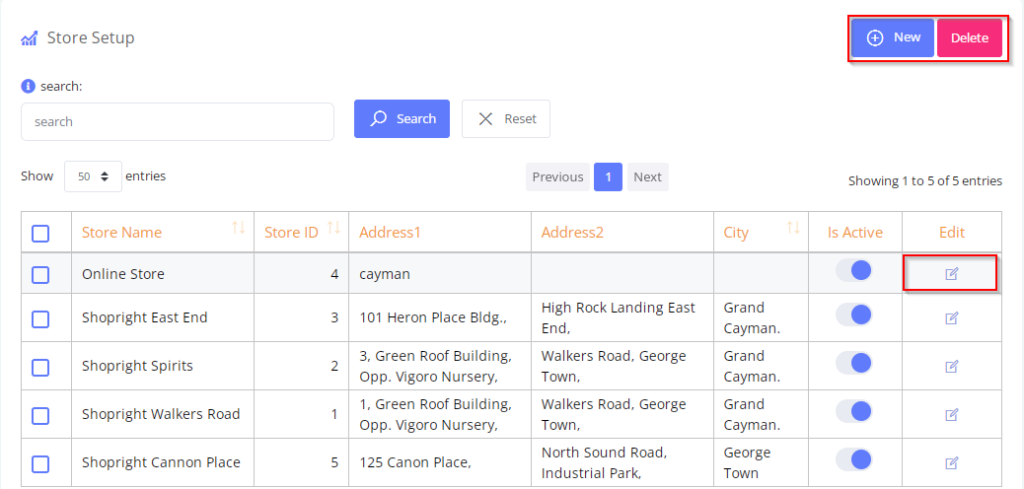 Store Setup
New
Delete
search:
search
Search
Reset
Show 50 entries
Previous 1 Next
Showing 1 to 5 of 5 entries
Store Name Store ID Address1 Address2 City Is Active Edit
Online Store 4 cayman
Shopright East End 3 101 Heron Place Bldg., High Rock Landing East Grand
End, Cayman.
Shopright Spirits 2 3, Green Roof Building, Walkers Road, George Grand
Opp. Vigoro Nursery, Town, Cayman.
Shopright Walkers Road 1 1, Green Roof Building, Walkers Road, George Grand
Opp. Vigoro Nursery, Town, Cayman.
Shopright Cannon Place 5 125 Canon Place, North Sound Road, George
Industrial Park, Town